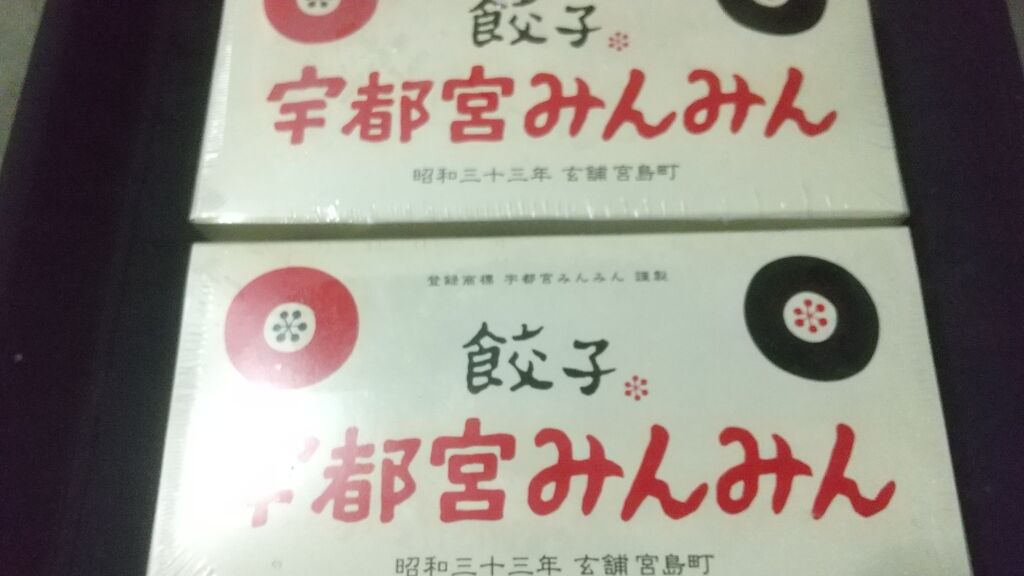 餃子
宇都宮みんみん
昭和三十三年 玄舗 宮島町
登録商標 宇都宮みんみん 謹製
餃子
宇都宮みんみん
昭和三十三年 玄舗 宮島町